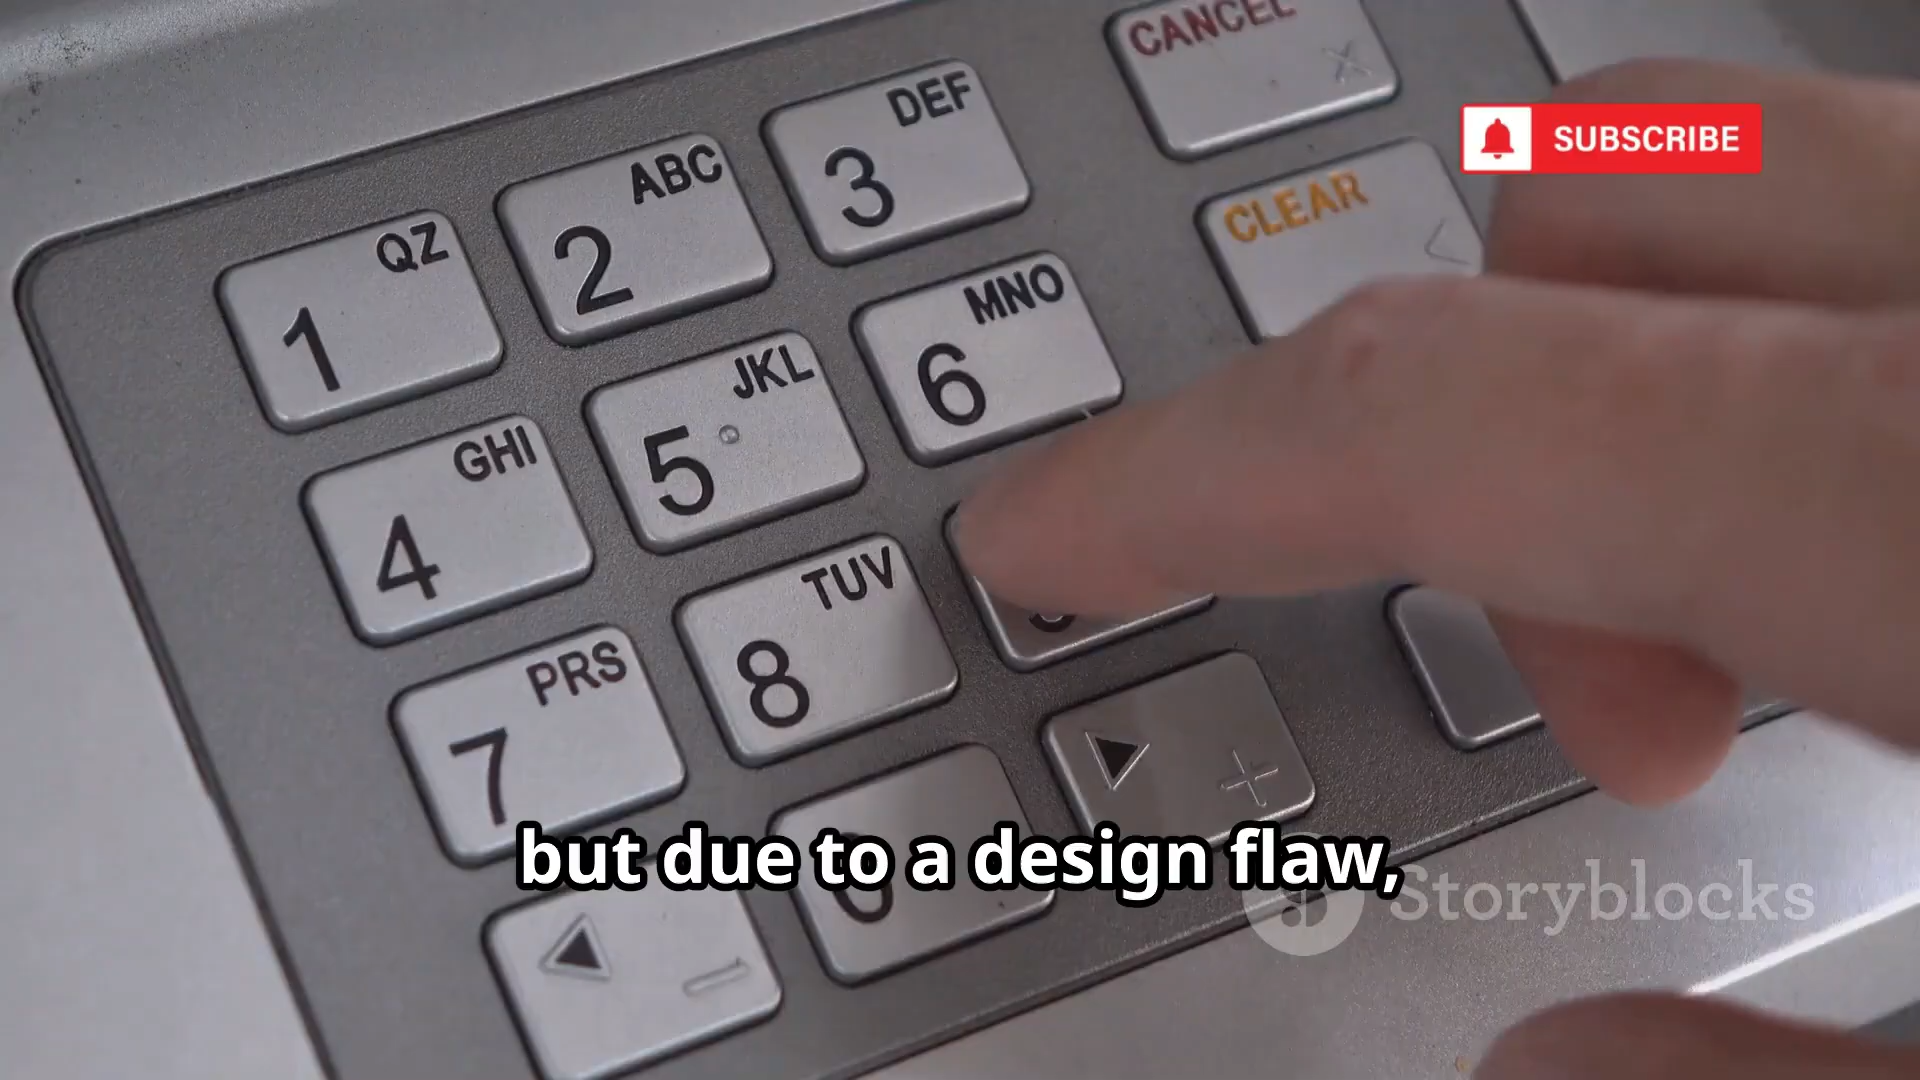 CANCEL
DEF
3
SUBSCRIBE
ABC
2
QZ
1
CLEAR
MNO
6
JKL
5
GHI
4
TUV
8
PRS
7
+
but due to a design flaw,
Storyblocks